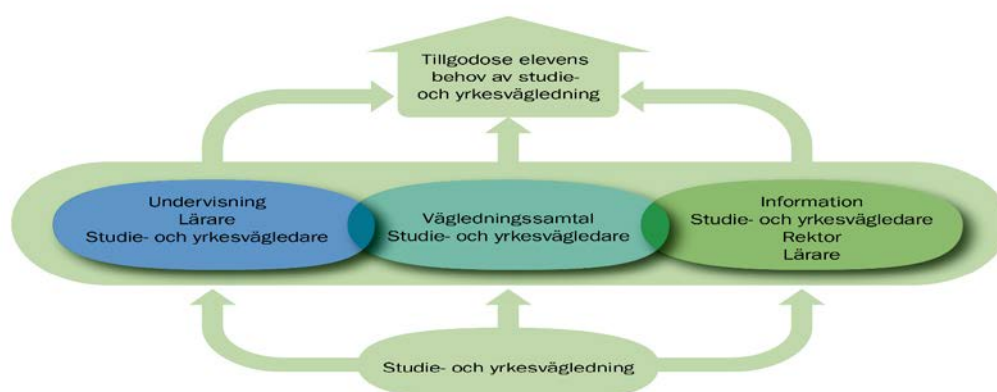 Tillgodose elevens
behov av studie-
och yrkesvägledning
Undervisning
Lärare
Studie- och yrkesvägledare
Vägledningssamtal
Studie- och yrkesvägledare
Information
Studie- och yrkesvägledare
Rektor
Lärare
Studie- och yrkesvägledning